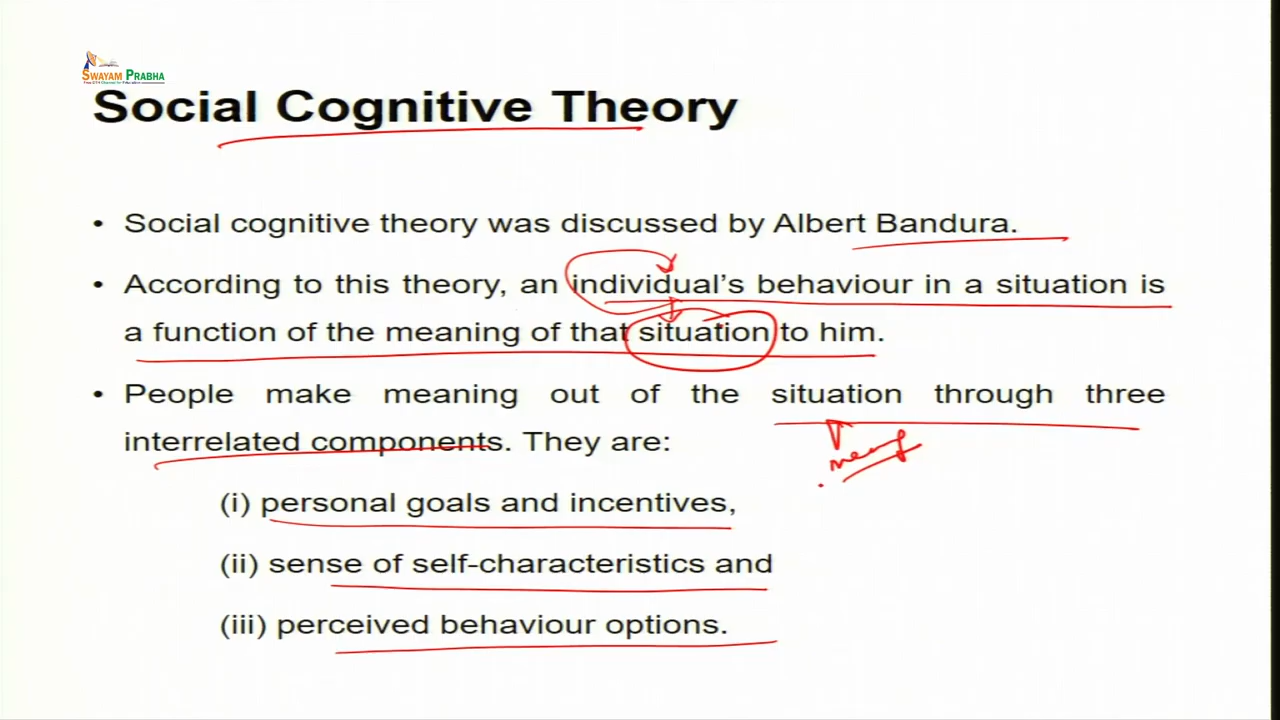 SWAYAM PRABHA
Social Cognitive Theory
• Social cognitive theory was discussed by Albert Bandura.
• According to this theory, an individual's behaviour in a situation is
a function of the meaning of that situation to him.
• People make meaning out of the situation through three
interrelated components. They are:
(i) personal goals and incentives,
(ii) sense of self-characteristics and
(iii) perceived behaviour options.